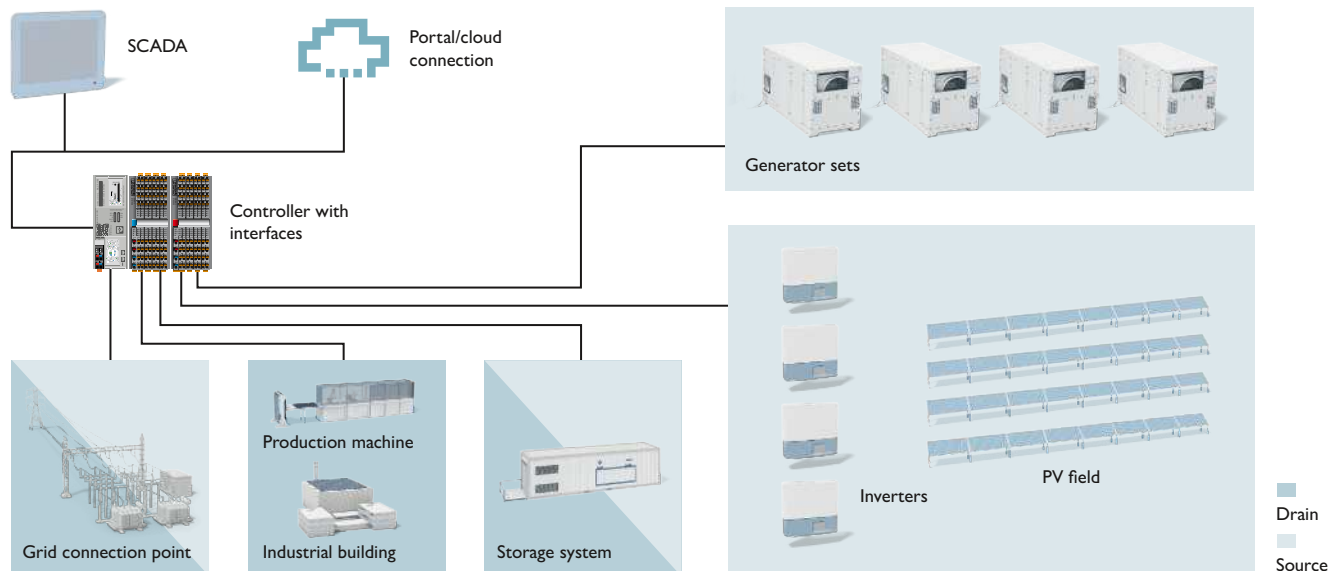 SCADA
Portal/cloud
connection
Generator sets
Controller with
interfaces
Production machine
Grid connection point
Industrial building
Storage system
Inverters
PV field
Drain
Source